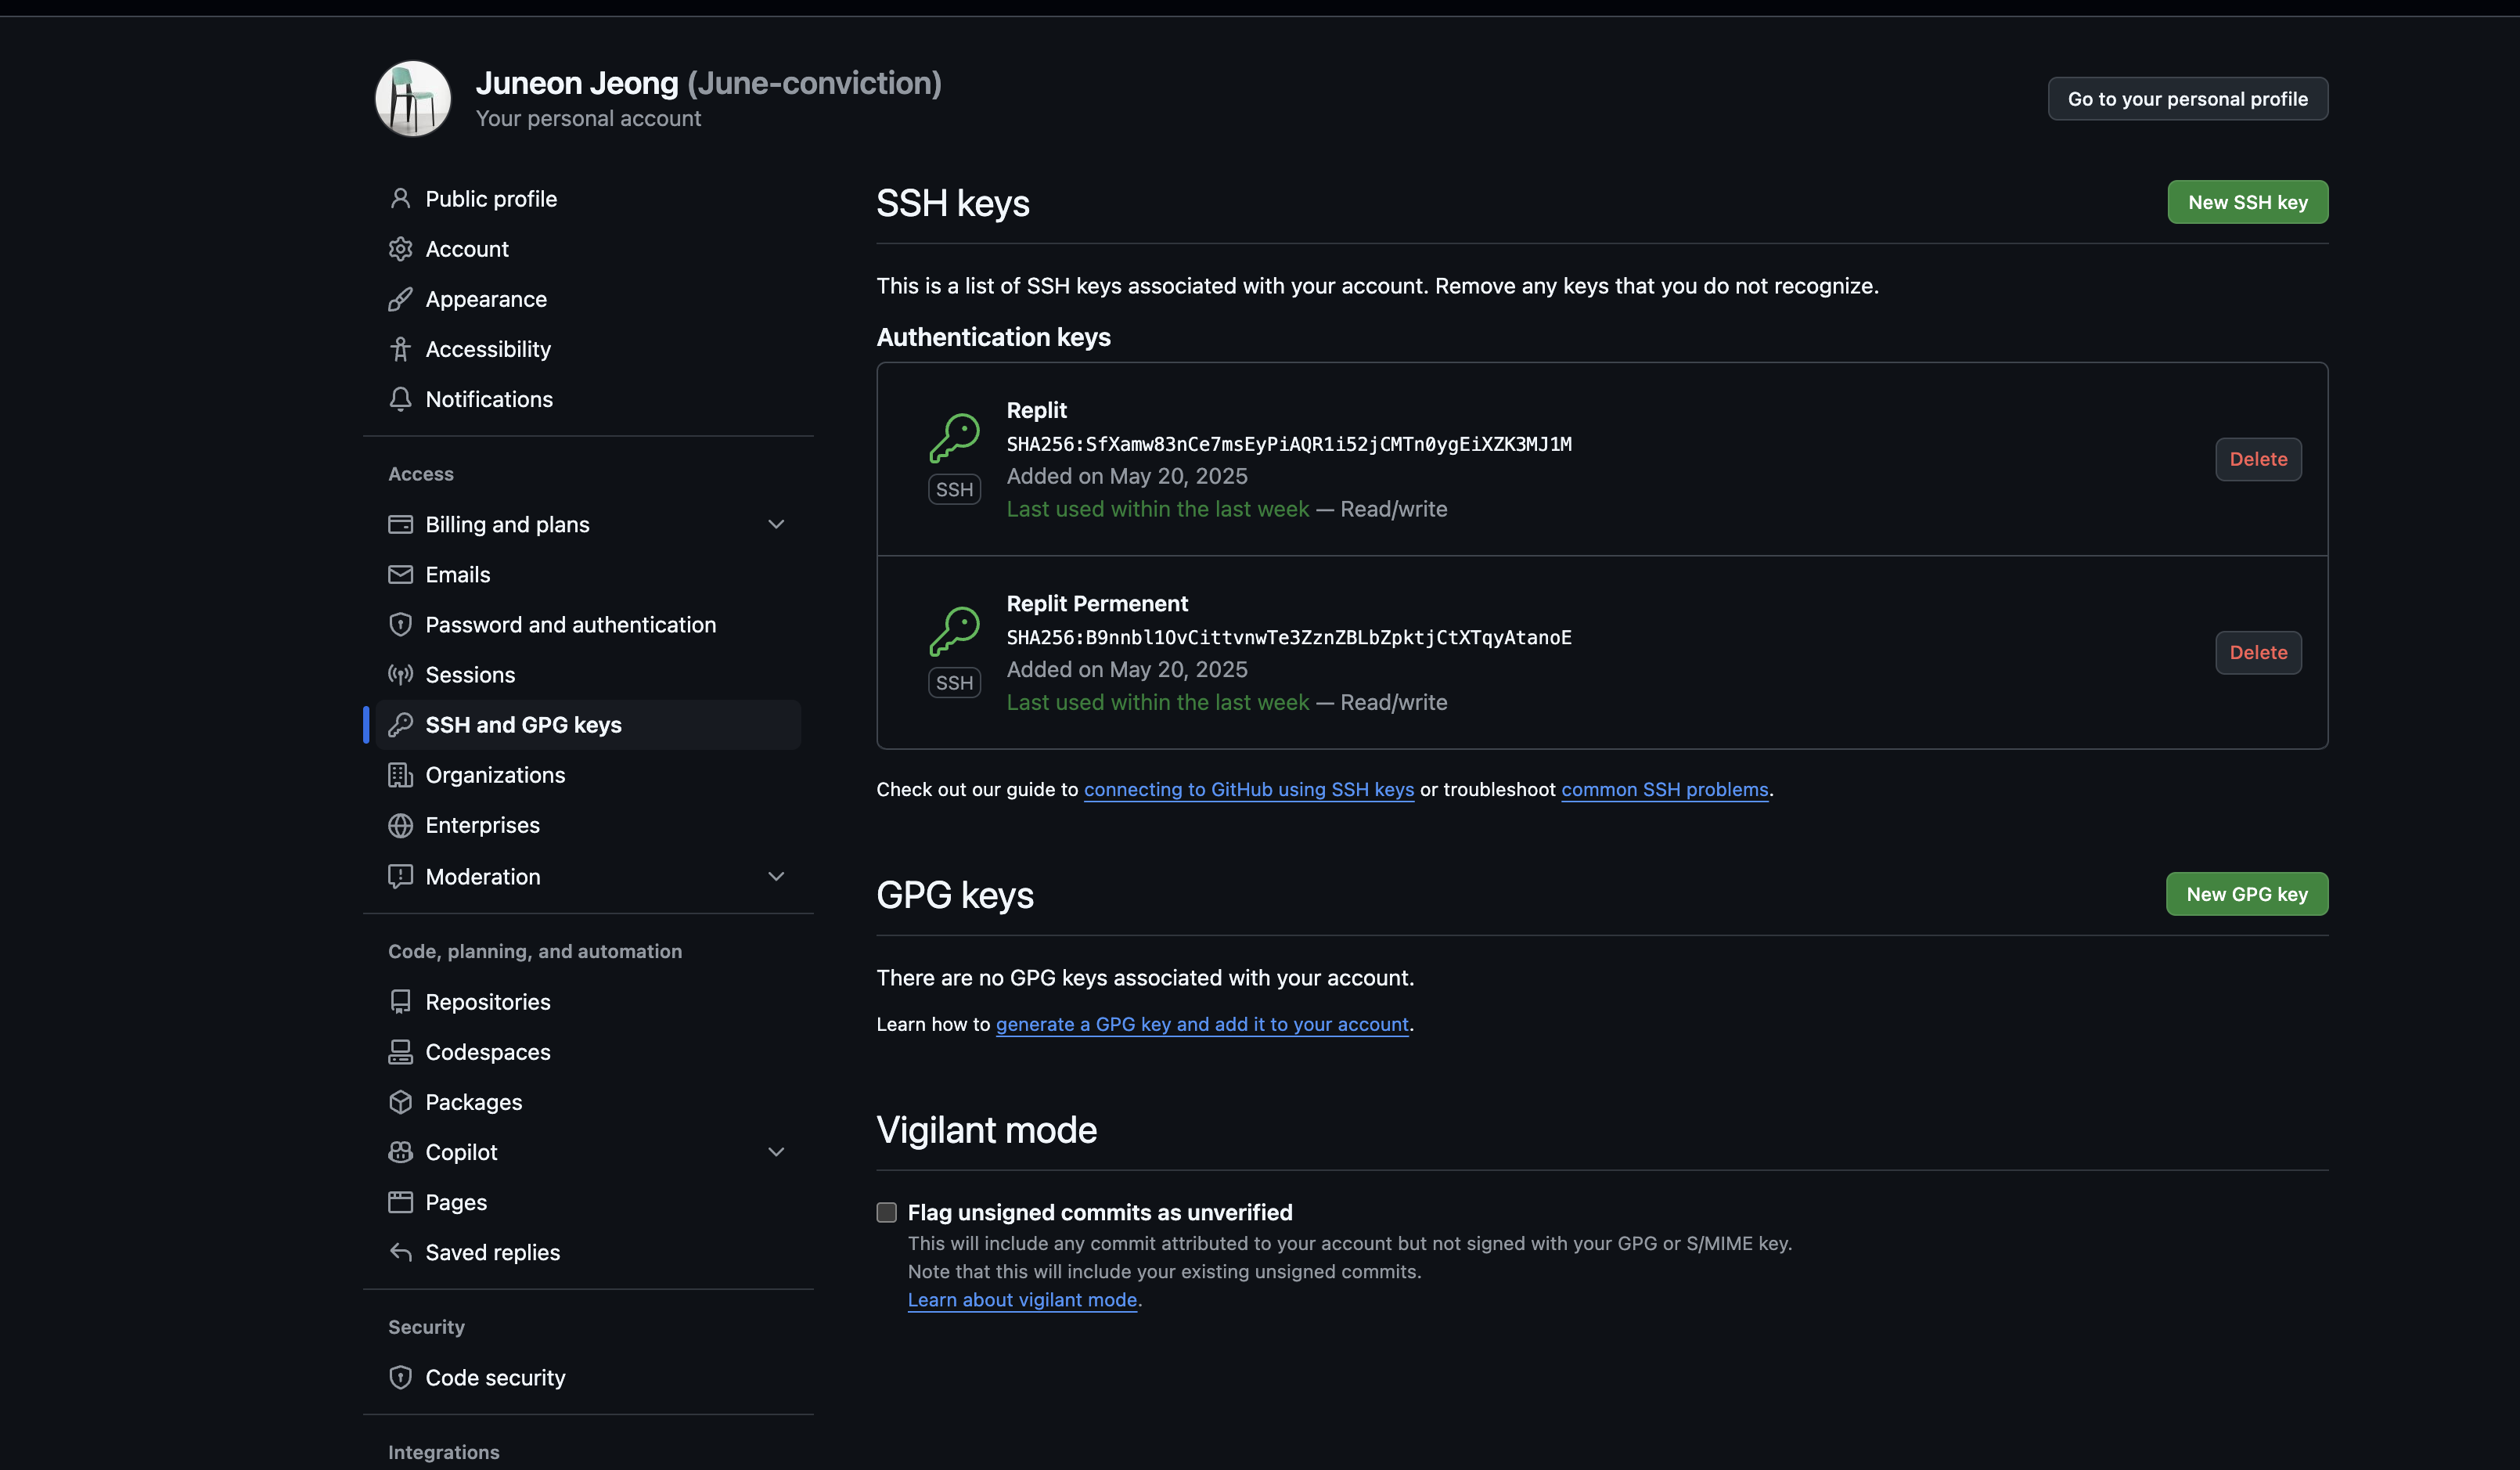 Juneon Jeong (June-conviction)
Your personal account
Go to your personal profile
Public profile
Account
Appearance
Accessibility
Notifications
Access
Billing and plans
Emails
Password and authentication
Sessions
SSH and GPG keys
Organizations
Enterprises
Moderation
Code, planning, and automation
Repositories
Codespaces
Packages
Copilot
Pages
Saved replies
Security
Code security
Integrations
SSH keys
New SSH key
This is a list of SSH keys associated with your account. Remove any keys that you do not recognize.
Authentication keys
Replit
SHA256:SfXamw83nCe7msEyPiAQR1i52jCMTn0ygEiXZK3MJ1M
Added on May 20, 2025
Last used within the last week — Read/write
SSH
Delete
Replit Permenent
SHA256:B9nnbl1OvCittvnwTe3ZznZBLbZpktjCtXTqyAtanoE
Added on May 20, 2025
Last used within the last week — Read/write
SSH
Delete
Check out our guide to connecting to GitHub using SSH keys or troubleshoot common SSH problems.
GPG keys
New GPG key
There are no GPG keys associated with your account.
Learn how to generate a GPG key and add it to your account.
Vigilant mode
Flag unsigned commits as unverified
This will include any commit attributed to your account but not signed with your GPG or S/MIME key.
Note that this will include your existing unsigned commits.
Learn about vigilant mode.